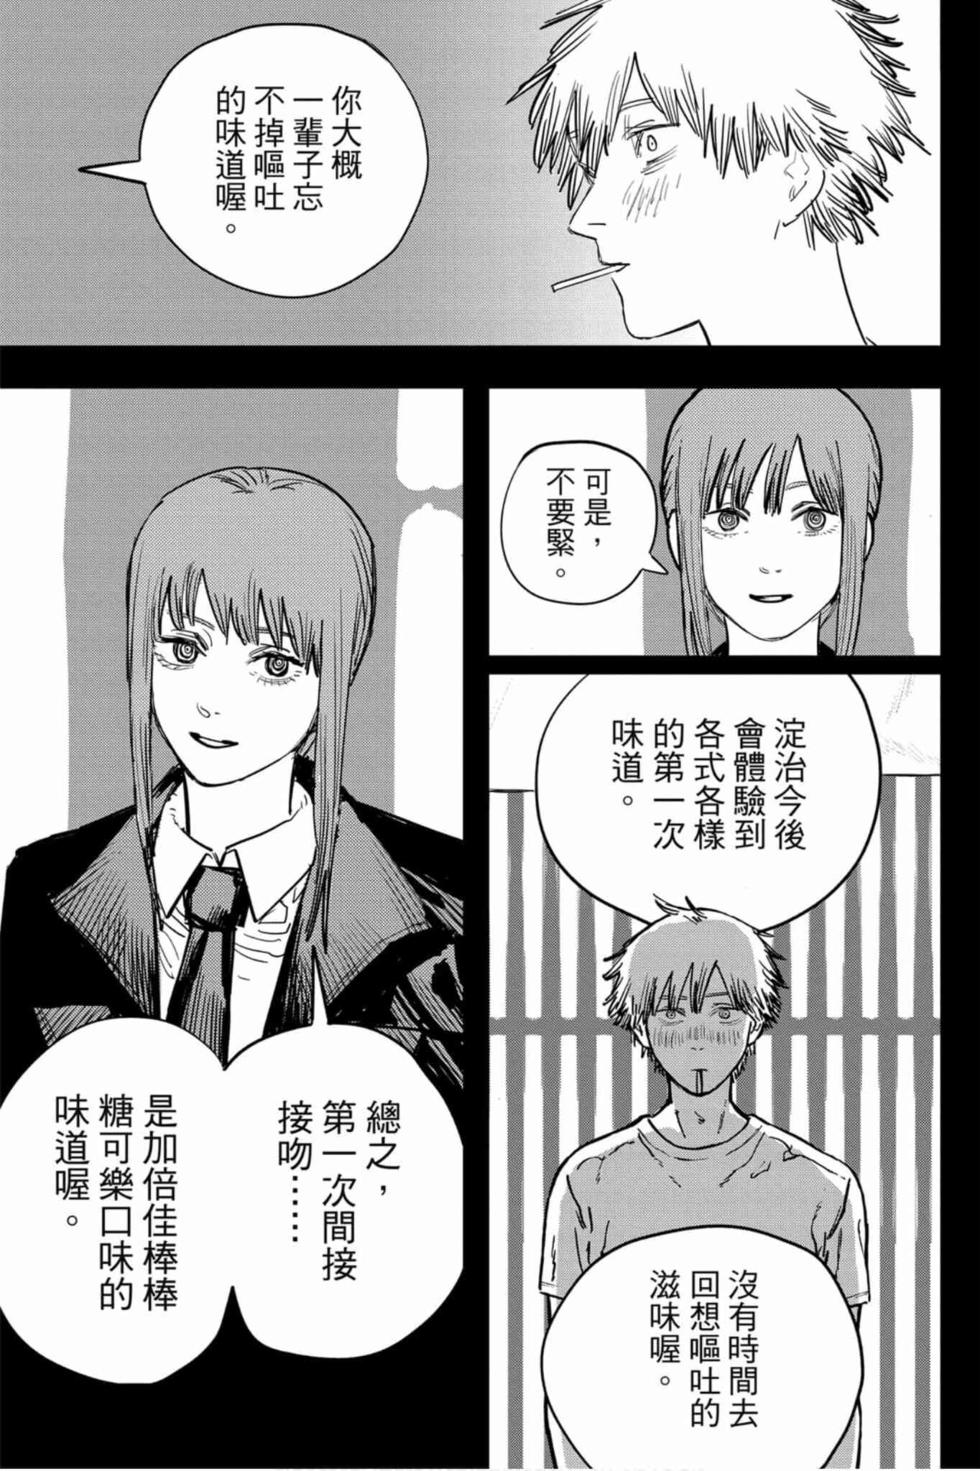 你大概
一輩子忘
不掉嘔吐
的味道喔。
可是，
不要緊。
淀治今後
會體驗到
各式各樣
的第一次
味道。
沒有時間去
回想嘔吐的
滋味喔。
總之，
第一次間接
接吻……
是加倍佳棒棒
糖可樂口味的
味道喔。